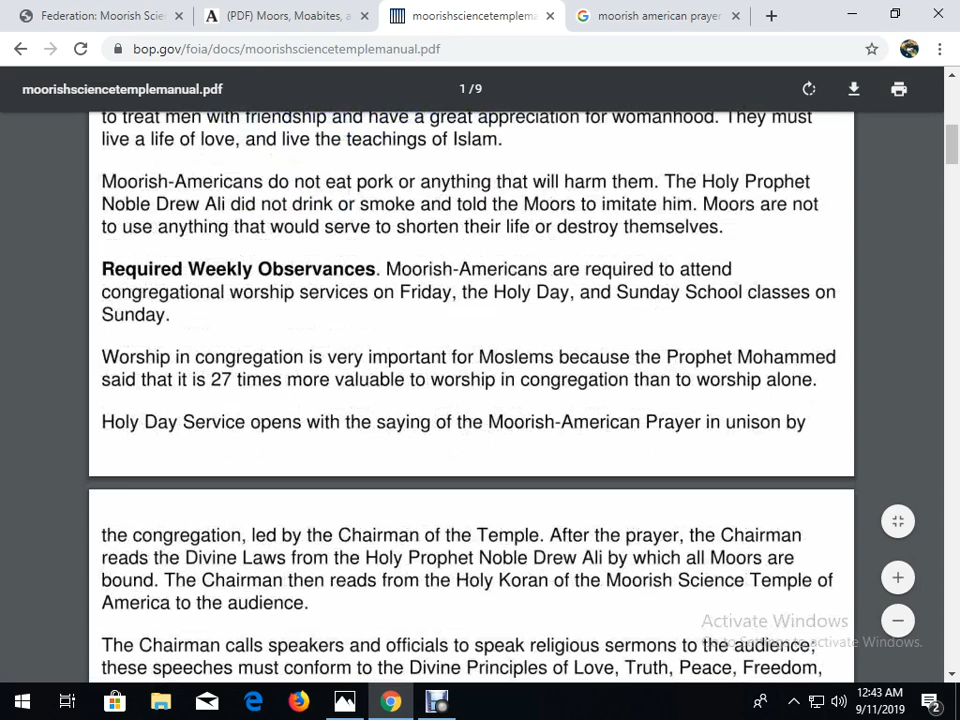 Federation: Moorish Scie
(PDF) Moors, Moabites, a
moorishsciencetemplema
moorish american prayer
bop.gov/foia/docs/moorishsciencetemplemanual.pdf
moorishsciencetemplemanual.pdf
1/9
to treat men with friendship and have a great appreciation for womanhood. They must
live a life of love, and live the teachings of Islam.
Moorish-Americans do not eat pork or anything that will harm them. The Holy Prophet
Noble Drew Ali did not drink or smoke and told the Moors to imitate him. Moors are not
to use anything that would serve to shorten their life or destroy themselves.
Required Weekly Observances. Moorish-Americans are required to attend
congregational worship services on Friday, the Holy Day, and Sunday School classes on
Sunday.
Worship in congregation is very important for Moslems because the Prophet Mohammed
said that it is 27 times more valuable to worship in congregation than to worship alone.
Holy Day Service opens with the saying of the Moorish-American Prayer in unison by
the congregation, led by the Chairman of the Temple. After the prayer, the Chairman
reads the Divine Laws from the Holy Prophet Noble Drew Ali by which all Moors are
bound. The Chairman then reads from the Holy Koran of the Moorish Science Temple of
America to the audience.
The Chairman calls speakers and officials to speak religious sermons to the audience;
these speeches must conform to the Divine Principles of Love, Truth, Peace, Freedom,
Activate Windows
Go to Settings to activate Windows.
12:43 AM
9/11/2019
2